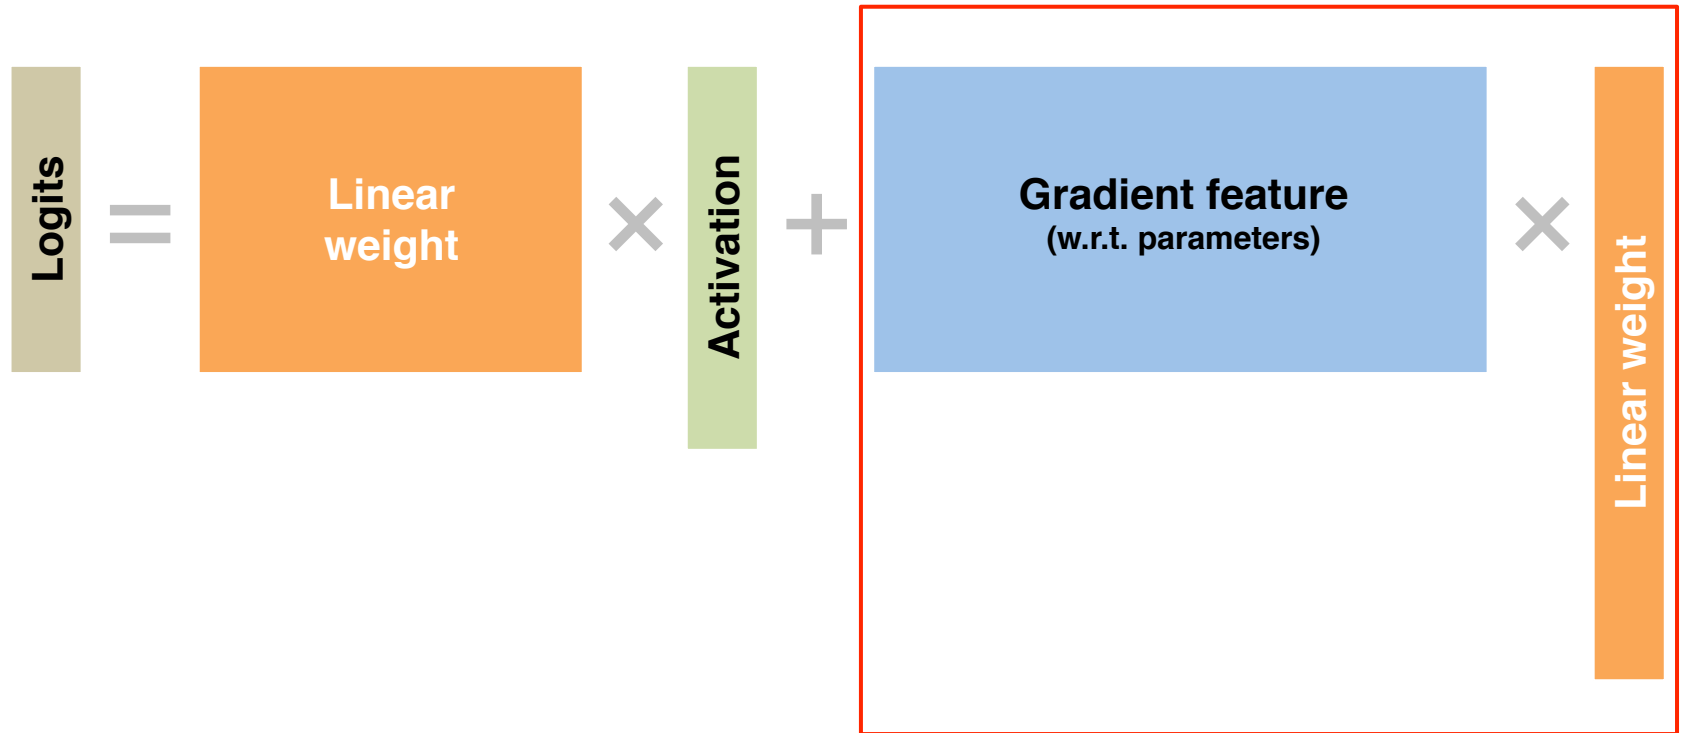 Logits
=
Linear
weight
×
Activation
+
Gradient feature
(w.r.t. parameters)
×
Linear weight